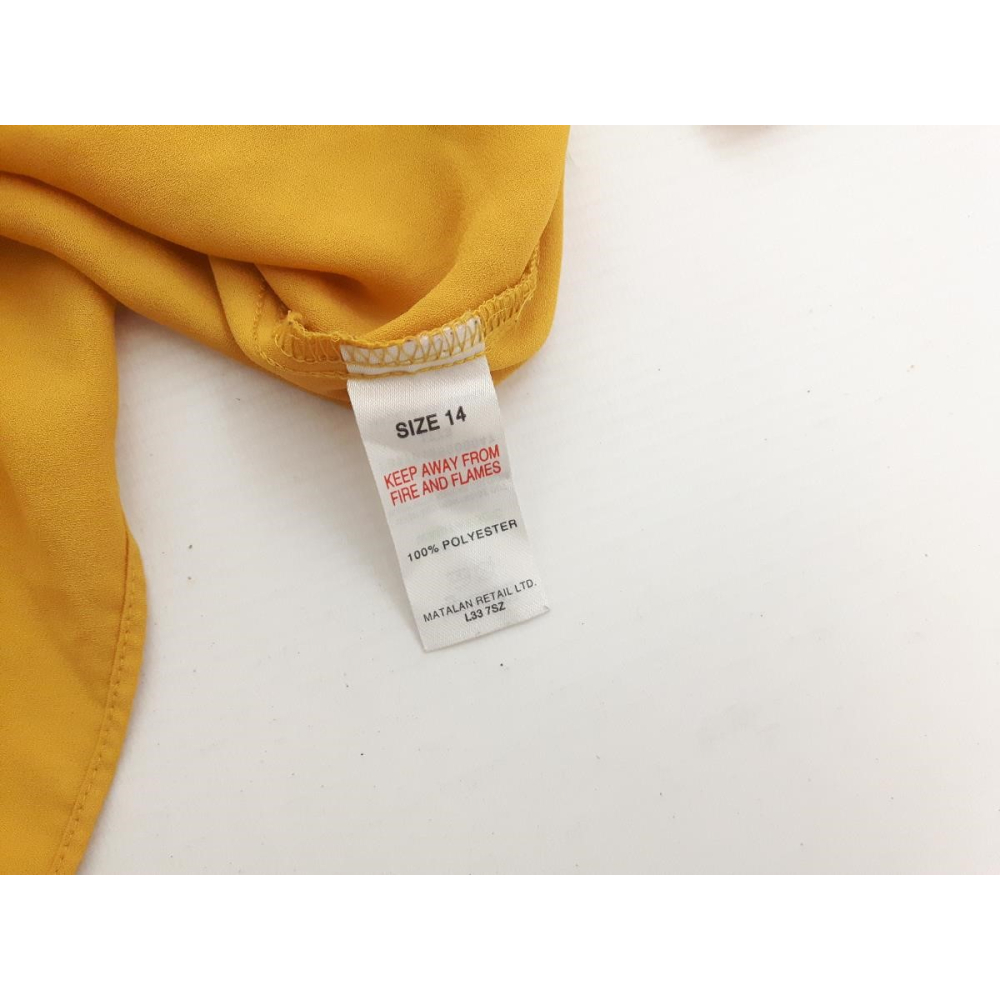 SIZE 14
KEEP AWAY FROM
FIRE AND FLAMES
100% POLYESTER
MATALAN RETAIL LTD.
L33 7SZ